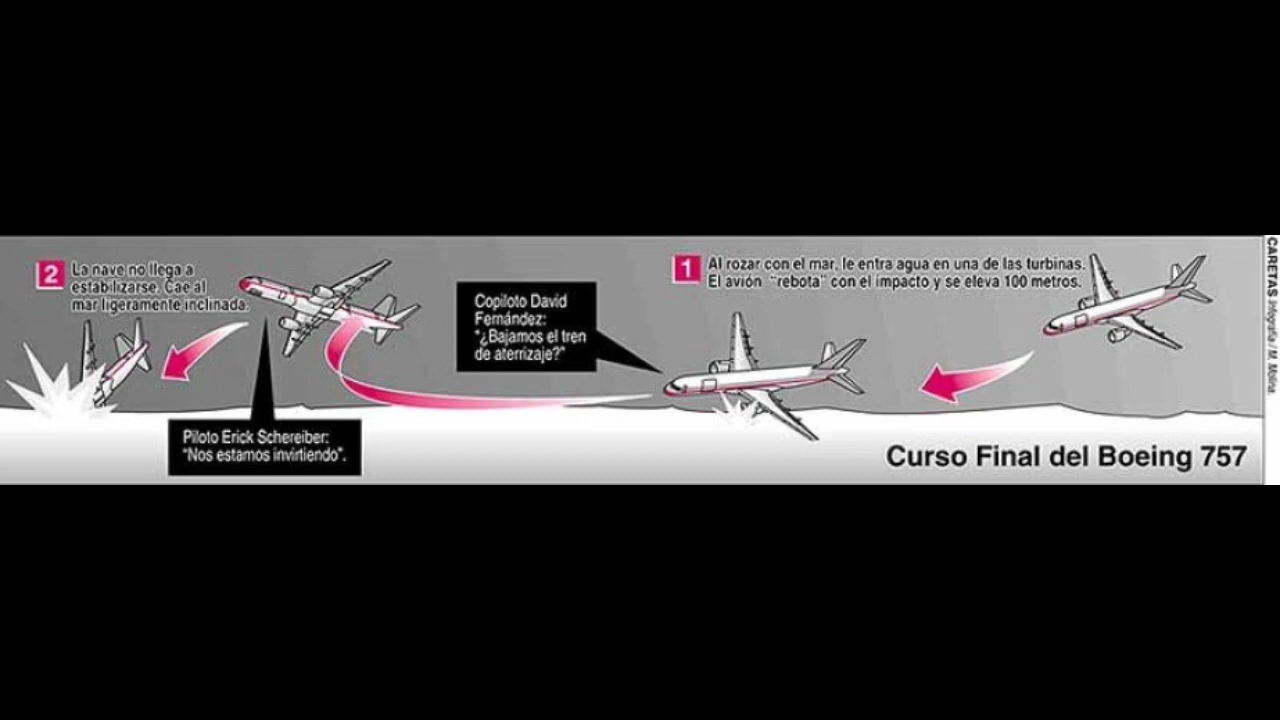 2
La nave no llega a
estabilizarse. Cae al
mar ligeramente inclinada.
Piloto Erick Schereiber:
"Nos estamos invirtiendo".
Copiloto David
Fernández:
"¿Bajamos el tren
de aterrizaje?"
1
Al rozar con el mar, le entra agua en una de las turbinas.
El avión "rebota" con el impacto y se eleva 100 metros.
Curso Final del Boeing 757
CARETAS Infografía / M. Molina.